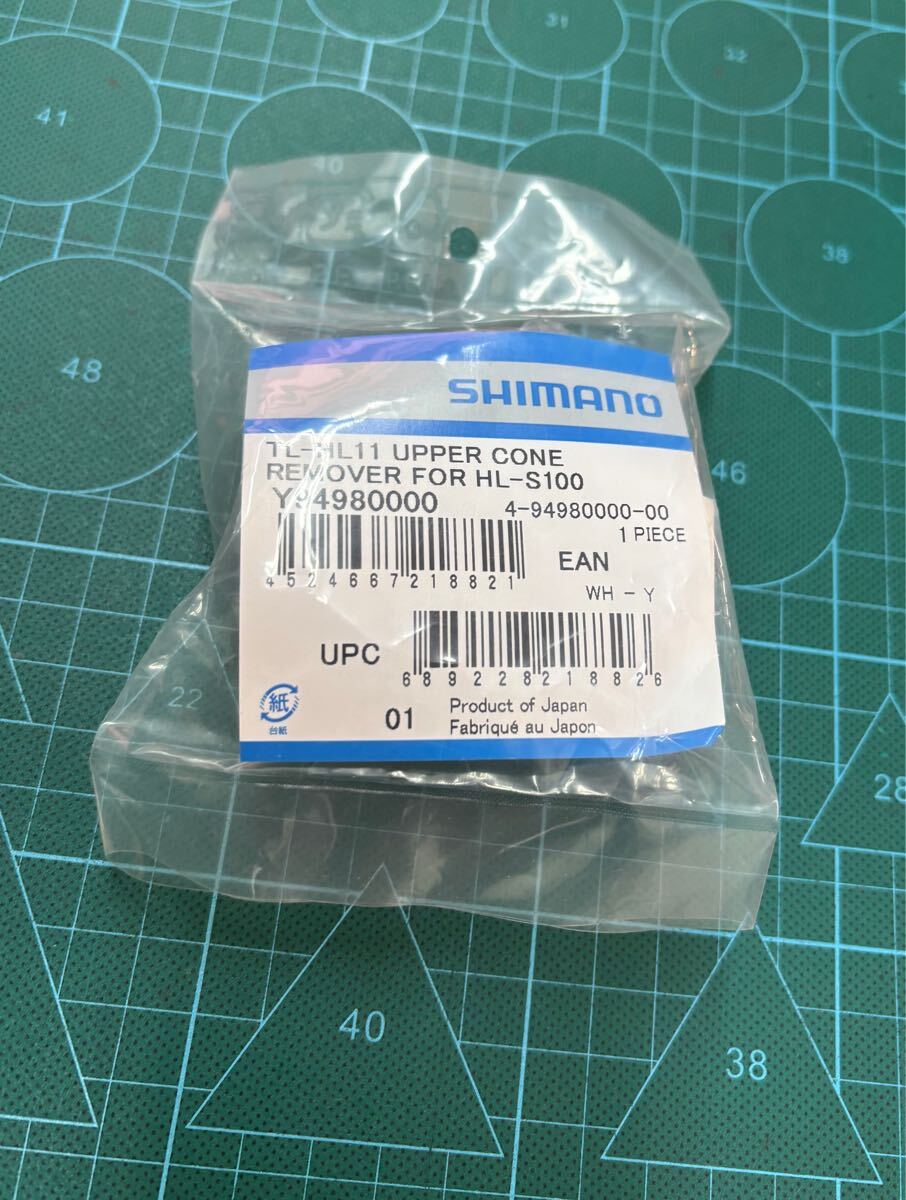 31
32
41
40
38
48
46
SHIMANO
TL-HL11 UPPER CONE
REMOVER FOR HL-S100
Y94980000
4-94980000-00
1 PIECE
4524667218821
EAN
WH - Y
UPC
689228218826
紙
台紙
01
Product of Japan
Fabriqué au Japon
22
28
40
38